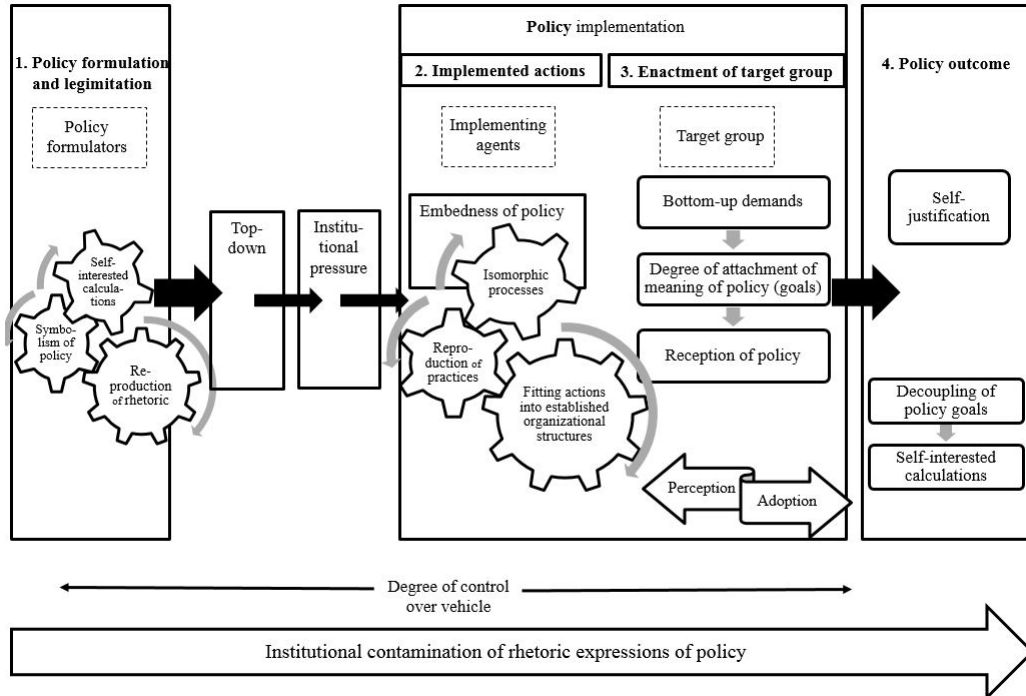 1. Policy formulation
and legimitation
Policy
formulators
Self-
interested
calcula-
tions
Symbo-
lism of
policy
Re-
production
of rhetoric
Top-
down
Institu-
tional
pressure
Policy implementation
2. Implemented actions
Implementing
agents
Embedness of policy
Isomorphic
processes
Repro-
duction of
practices
Fitting actions
into established
organizational
structures
3. Enactment of target group
Target group
Bottom-up demands
Degree of attachment of
meaning of policy (goals)
Reception of policy
Perception
Adoption
4. Policy outcome
Self-
justification
Decoupling of
policy goals
Self-interested
calculations
Degree of control
over vehicle
Institutional contamination of rhetoric expressions of policy